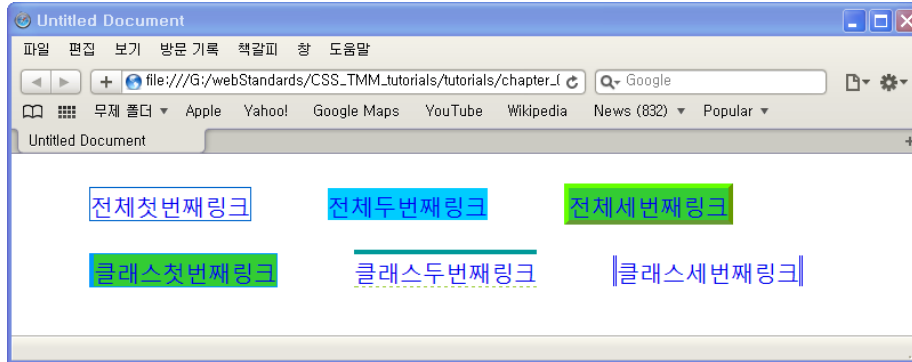 Untitled Document
파일 편집 보기 방문 기록 책갈피 창 도움말
file:///G:/webStandards/CSS_TMM_tutorials/tutorials/chapter_( Google
무제 폴더 Apple Yahoo! Google Maps YouTube Wikipedia News (832) Popular
Untitled Document
전체첫번째링크 전체두번째링크 전체세번째링크
클래스첫번째링크 클래스두번째링크 클래스세번째링크